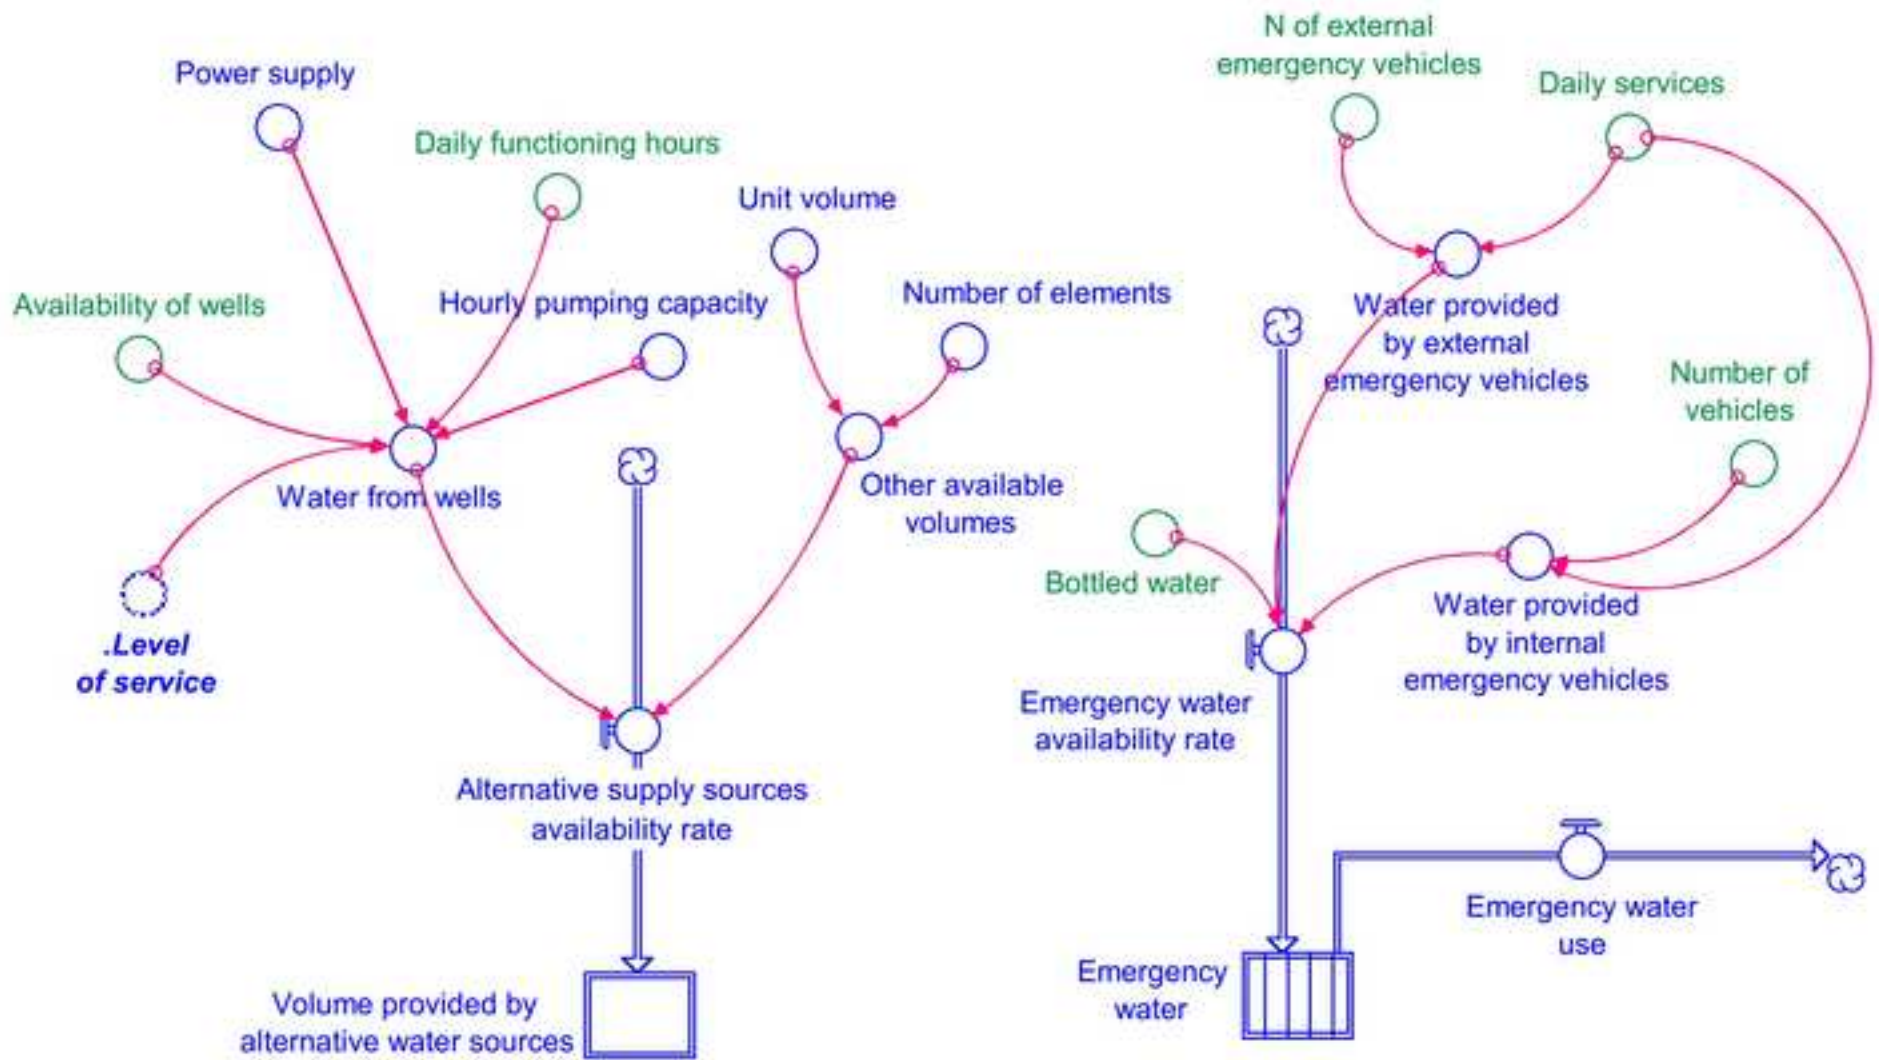 Power supply
Daily functioning hours
Unit volume
Availability of wells
Hourly pumping capacity
Number of elements
Water from wells
Other available
volumes
.Level
of service
Alternative supply sources
availability rate
Volume provided by
alternative water sources
N of external
emergency vehicles
Daily services
Water provided
by external
emergency vehicles
Number of
vehicles
Bottled water
Water provided
by internal
emergency vehicles
Emergency water
availability rate
Emergency water
use
Emergency
water